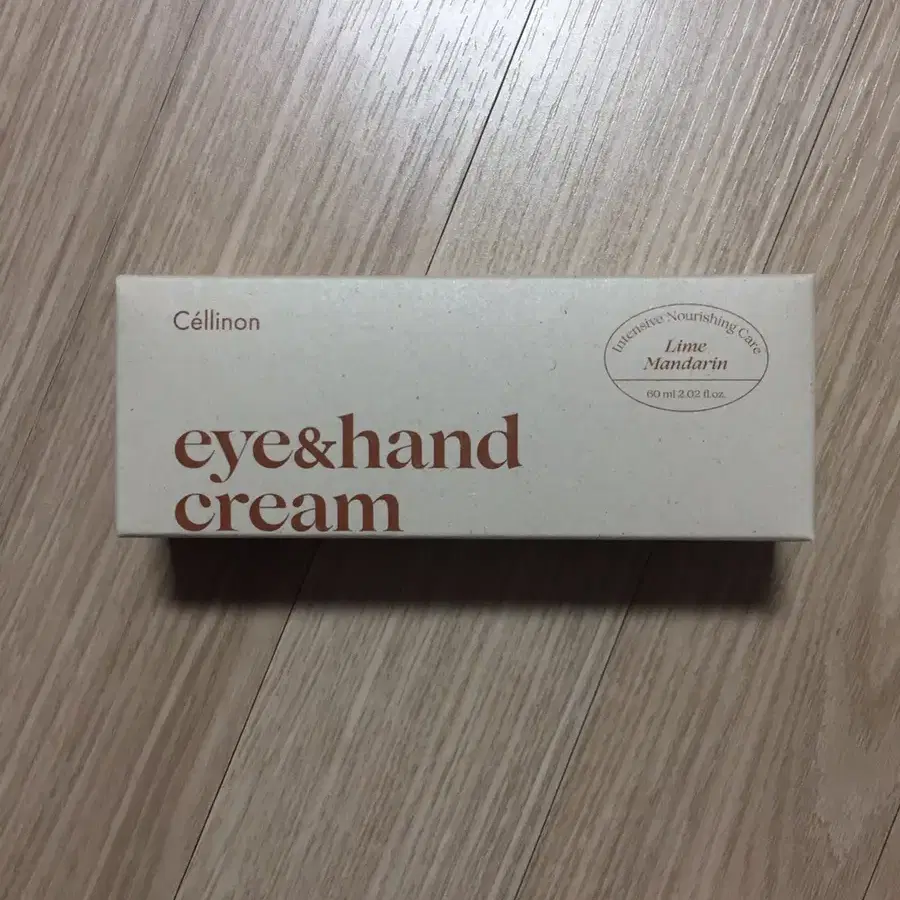 Céllinon
Intensive Nourishing Care
Lime
Mandarin
60 ml 2.02 fl.oz.
eye&hand
cream